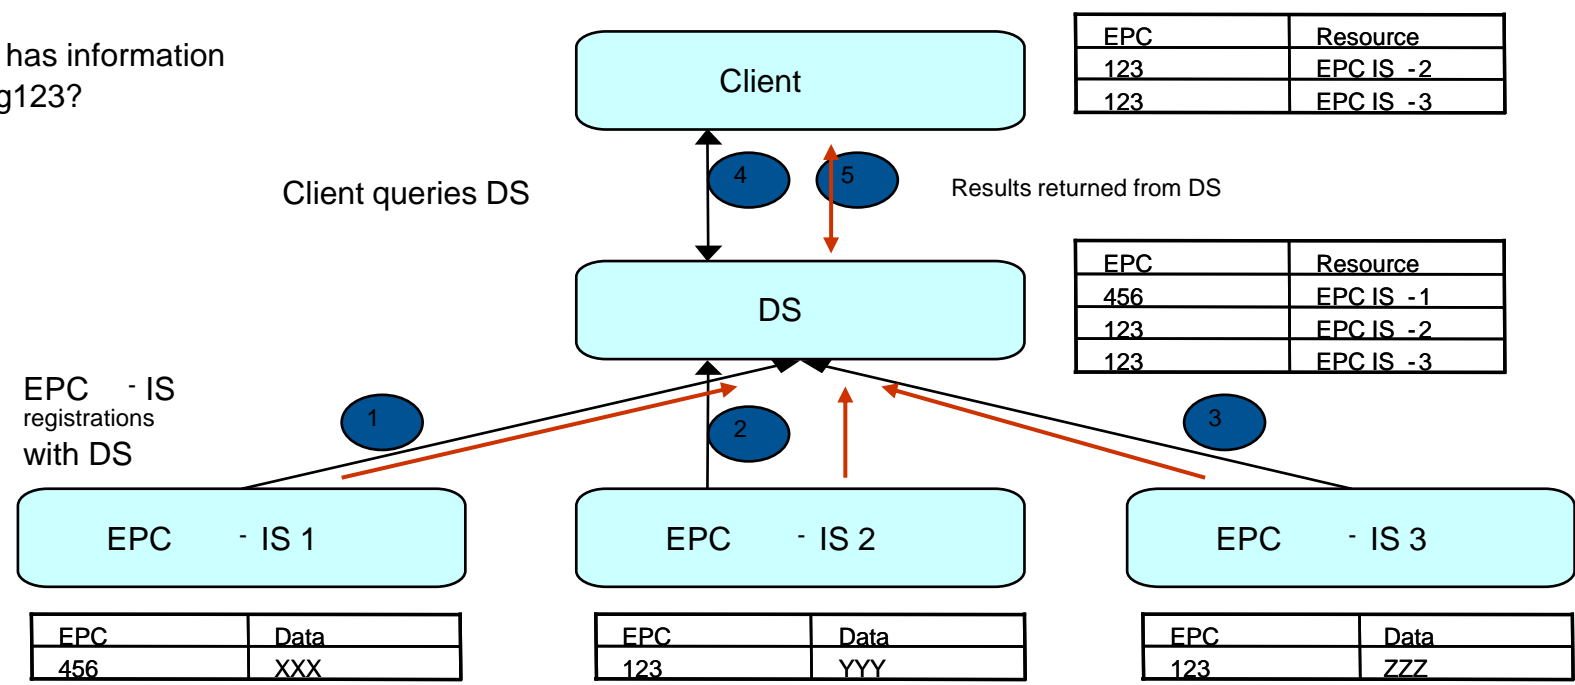 has information
g123?
Client
EPC Resource
123 EPC IS - 2
123 EPC IS - 3
4
5
Client queries DS
Results returned from DS
DS
EPC Resource
456 EPC IS - 1
123 EPC IS - 2
123 EPC IS - 3
EPC - IS
registrations
with DS
1
2
3
EPC - IS 1
EPC - IS 2
EPC - IS 3
EPC Data
456 XXX
EPC Data
123 YYY
EPC Data
123 ZZZ